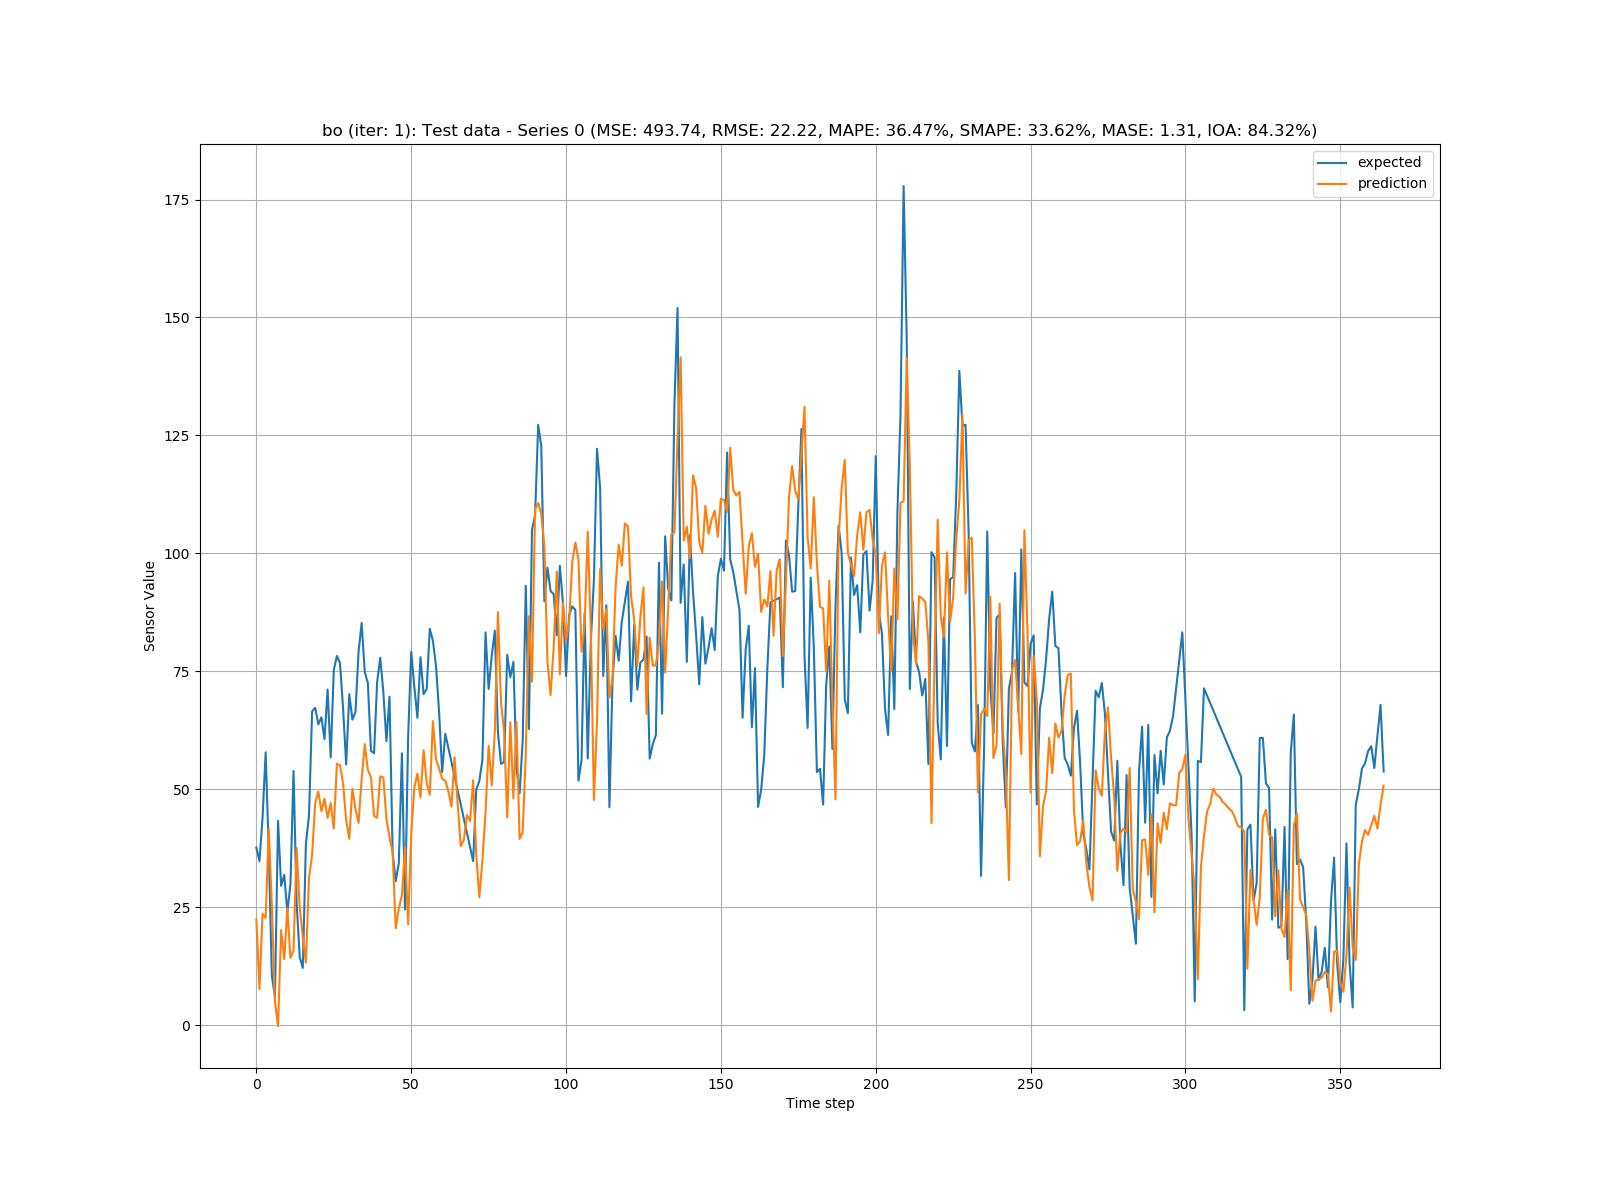 bo (iter: 1): Test data - Series 0 (MSE: 493.74, RMSE: 22.22, MAPE: 36.47%, SMAPE: 33.62%, MASE: 1.31, IOA: 84.32%)
expected
prediction
175
150
125
100
75
50
25
0
Sensor Value
0 50 100 150 200 250 300 350
Time step